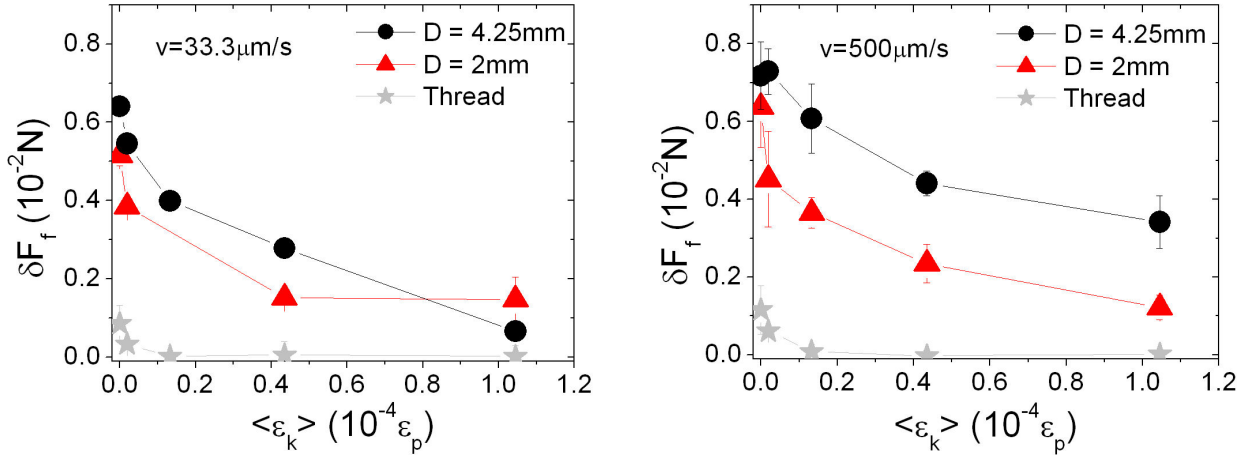 v=33.3μm/s
D = 4.25mm
D = 2mm
Thread
0.8
0.6
0.4
0.2
0.0
δF_f (10^-2N)
0.0 0.2 0.4 0.6 0.8 1.0 1.2
<ε_k> (10^-4 ε_p)
v=500μm/s
D = 4.25mm
D = 2mm
Thread
0.8
0.6
0.4
0.2
0.0
δF_f (10^-2N)
0.0 0.2 0.4 0.6 0.8 1.0 1.2
<ε_k> (10^-4 ε_p)